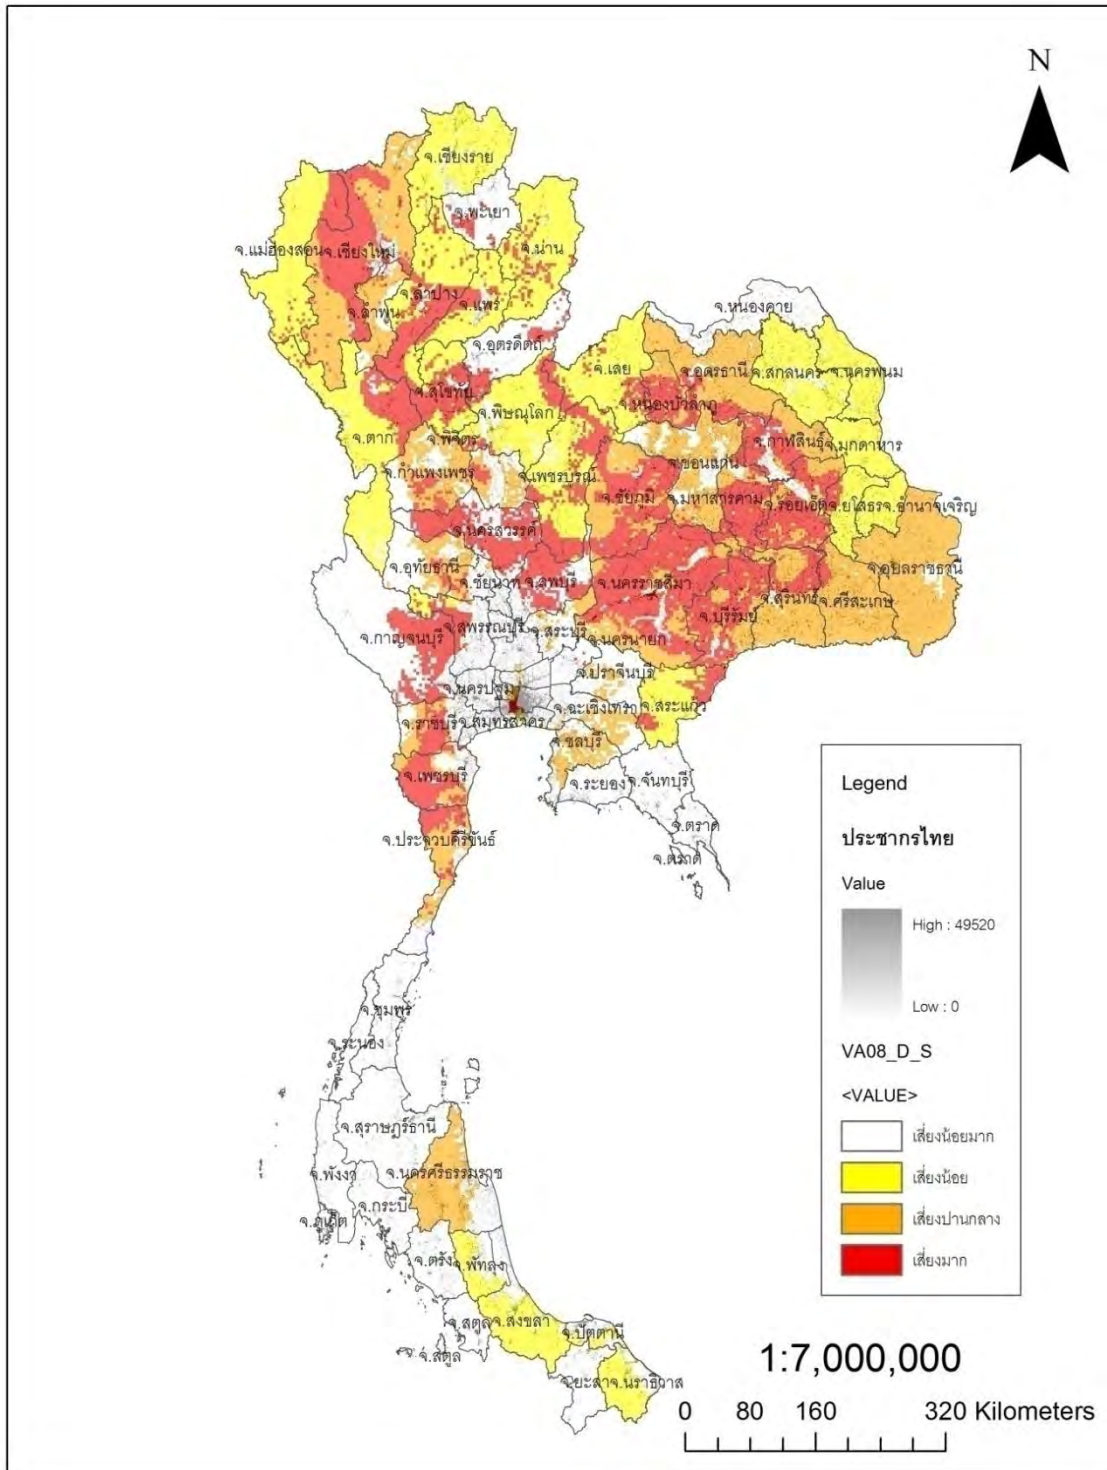 N
จ.เชียงราย
จ.พะเยา
จ.แม่ฮ่องสอน
จ.เชียงใหม่
จ.น่าน
จ.ลำปาง
จ.แพร่
จ.ลำพูน
จ.หนองคาย
จ.อุตรดิตถ์
จ.เลย
จ.อุดรธานี
จ.สกลนคร
จ.นครพนม
จ.สุโขทัย
จ.หนองบัวลำภู
จ.พิษณุโลก
จ.ตาก
จ.พิจิตร
จ.กาฬสินธุ์
จ.มุกดาหาร
จ.กำแพงเพชร
จ.เพชรบูรณ์
จ.ขอนแก่น
จ.ชัยภูมิ
จ.มหาสารคาม
จ.ร้อยเอ็ด
จ.ยโสธร
จ.อำนาจเจริญ
จ.นครสวรรค์
จ.อุทัยธานี
จ.ชัยนาท
จ.ลพบุรี
จ.นครราชสีมา
จ.สุรินทร์
จ.ศรีสะเกษ
จ.อุบลราชธานี
จ.กาญจนบุรี
จ.สุพรรณบุรี
จ.สระบุรี
จ.นครนายก
จ.บุรีรัมย์
จ.ปราจีนบุรี
จ.นครปฐม
จ.ฉะเชิงเทรา
จ.สระแก้ว
จ.ราชบุรี
จ.สมุทรสาคร
จ.ชลบุรี
จ.เพชรบุรี
จ.ระยอง
จ.จันทบุรี
จ.ประจวบคีรีขันธ์
จ.ตราด
จ.ตราด
จ.ชุมพร
จ.ระนอง
จ.สุราษฎร์ธานี
จ.พังงา
จ.นครศรีธรรมราช
จ.กระบี่
จ.ภูเก็ต
จ.ตรัง
จ.พัทลุง
จ.สตูล
จ.สงขลา
จ.ปัตตานี
จ.สตูล
จ.ยะลา
จ.นราธิวาส
Legend
ประชากรไทย
Value
High : 49520
Low : 0
VA08_D_S
<VALUE>
เสี่ยงน้อยมาก
เสี่ยงน้อย
เสี่ยงปานกลาง
เสี่ยงมาก
1:7,000,000
0 80 160 320 Kilometers